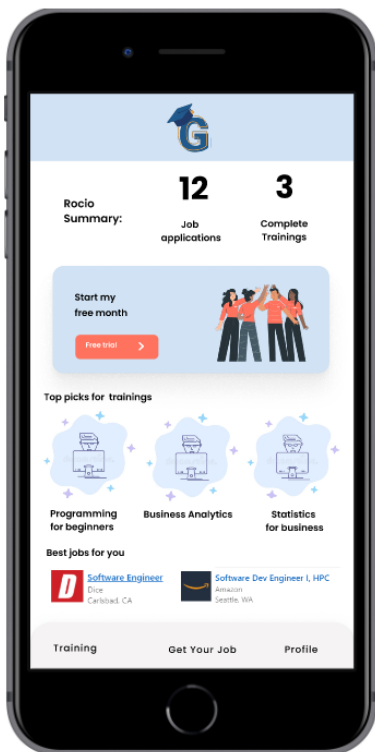 G
Rocio
Summary:
12
Job
applications
3
Complete
Trainings
Start my
free month
Free trial
Top picks for trainings
Programming
for beginners
Business Analytics
Statistics
for business
Best jobs for you
D
Software Engineer
Dice
Carlsbad, CA
Software Dev Engineer I, HPC
Amazon
Seattle, WA
Training
Get Your Job
Profile